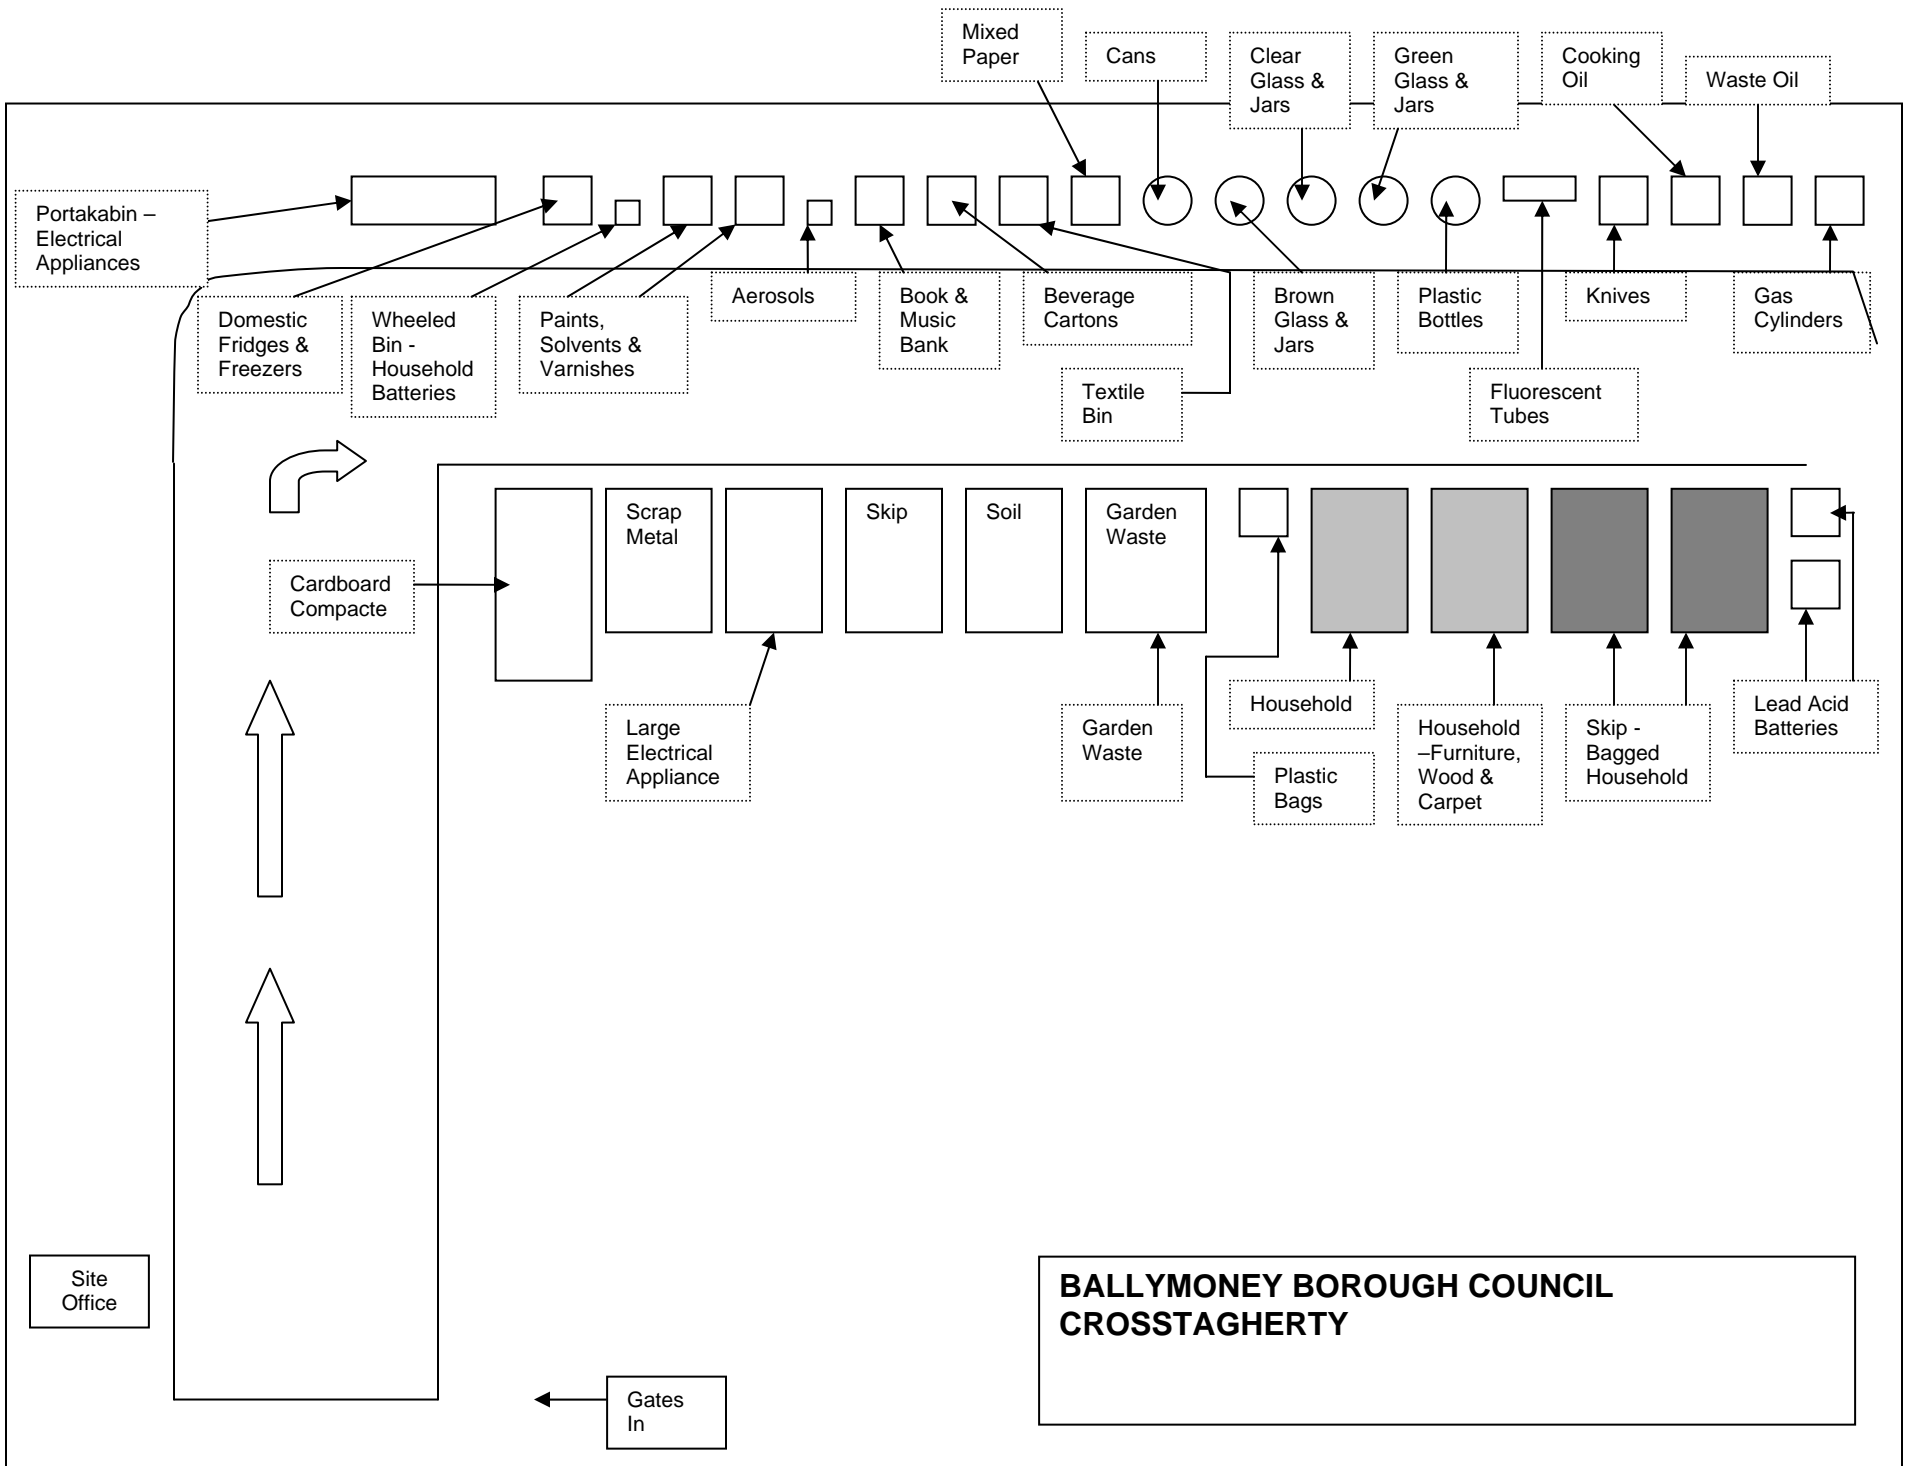 Mixed
Paper
Cans
Clear
Glass &
Jars
Green
Glass &
Jars
Cooking
Oil
Waste Oil
Portakabin –
Electrical
Appliances
Domestic
Fridges &
Freezers
Wheeled
Bin -
Household
Batteries
Paints,
Solvents &
Varnishes
Aerosols
Book &
Music
Bank
Beverage
Cartons
Textile
Bin
Brown
Glass &
Jars
Plastic
Bottles
Fluorescent
Tubes
Knives
Gas
Cylinders
Cardboard
Compacte
Scrap
Metal
Skip
Soil
Garden
Waste
Large
Electrical
Appliance
Garden
Waste
Household
Plastic
Bags
Household
–Furniture,
Wood &
Carpet
Skip -
Bagged
Household
Lead Acid
Batteries
Site
Office
Gates
In
BALLYMONEY BOROUGH COUNCIL
CROSSTAGHERTY